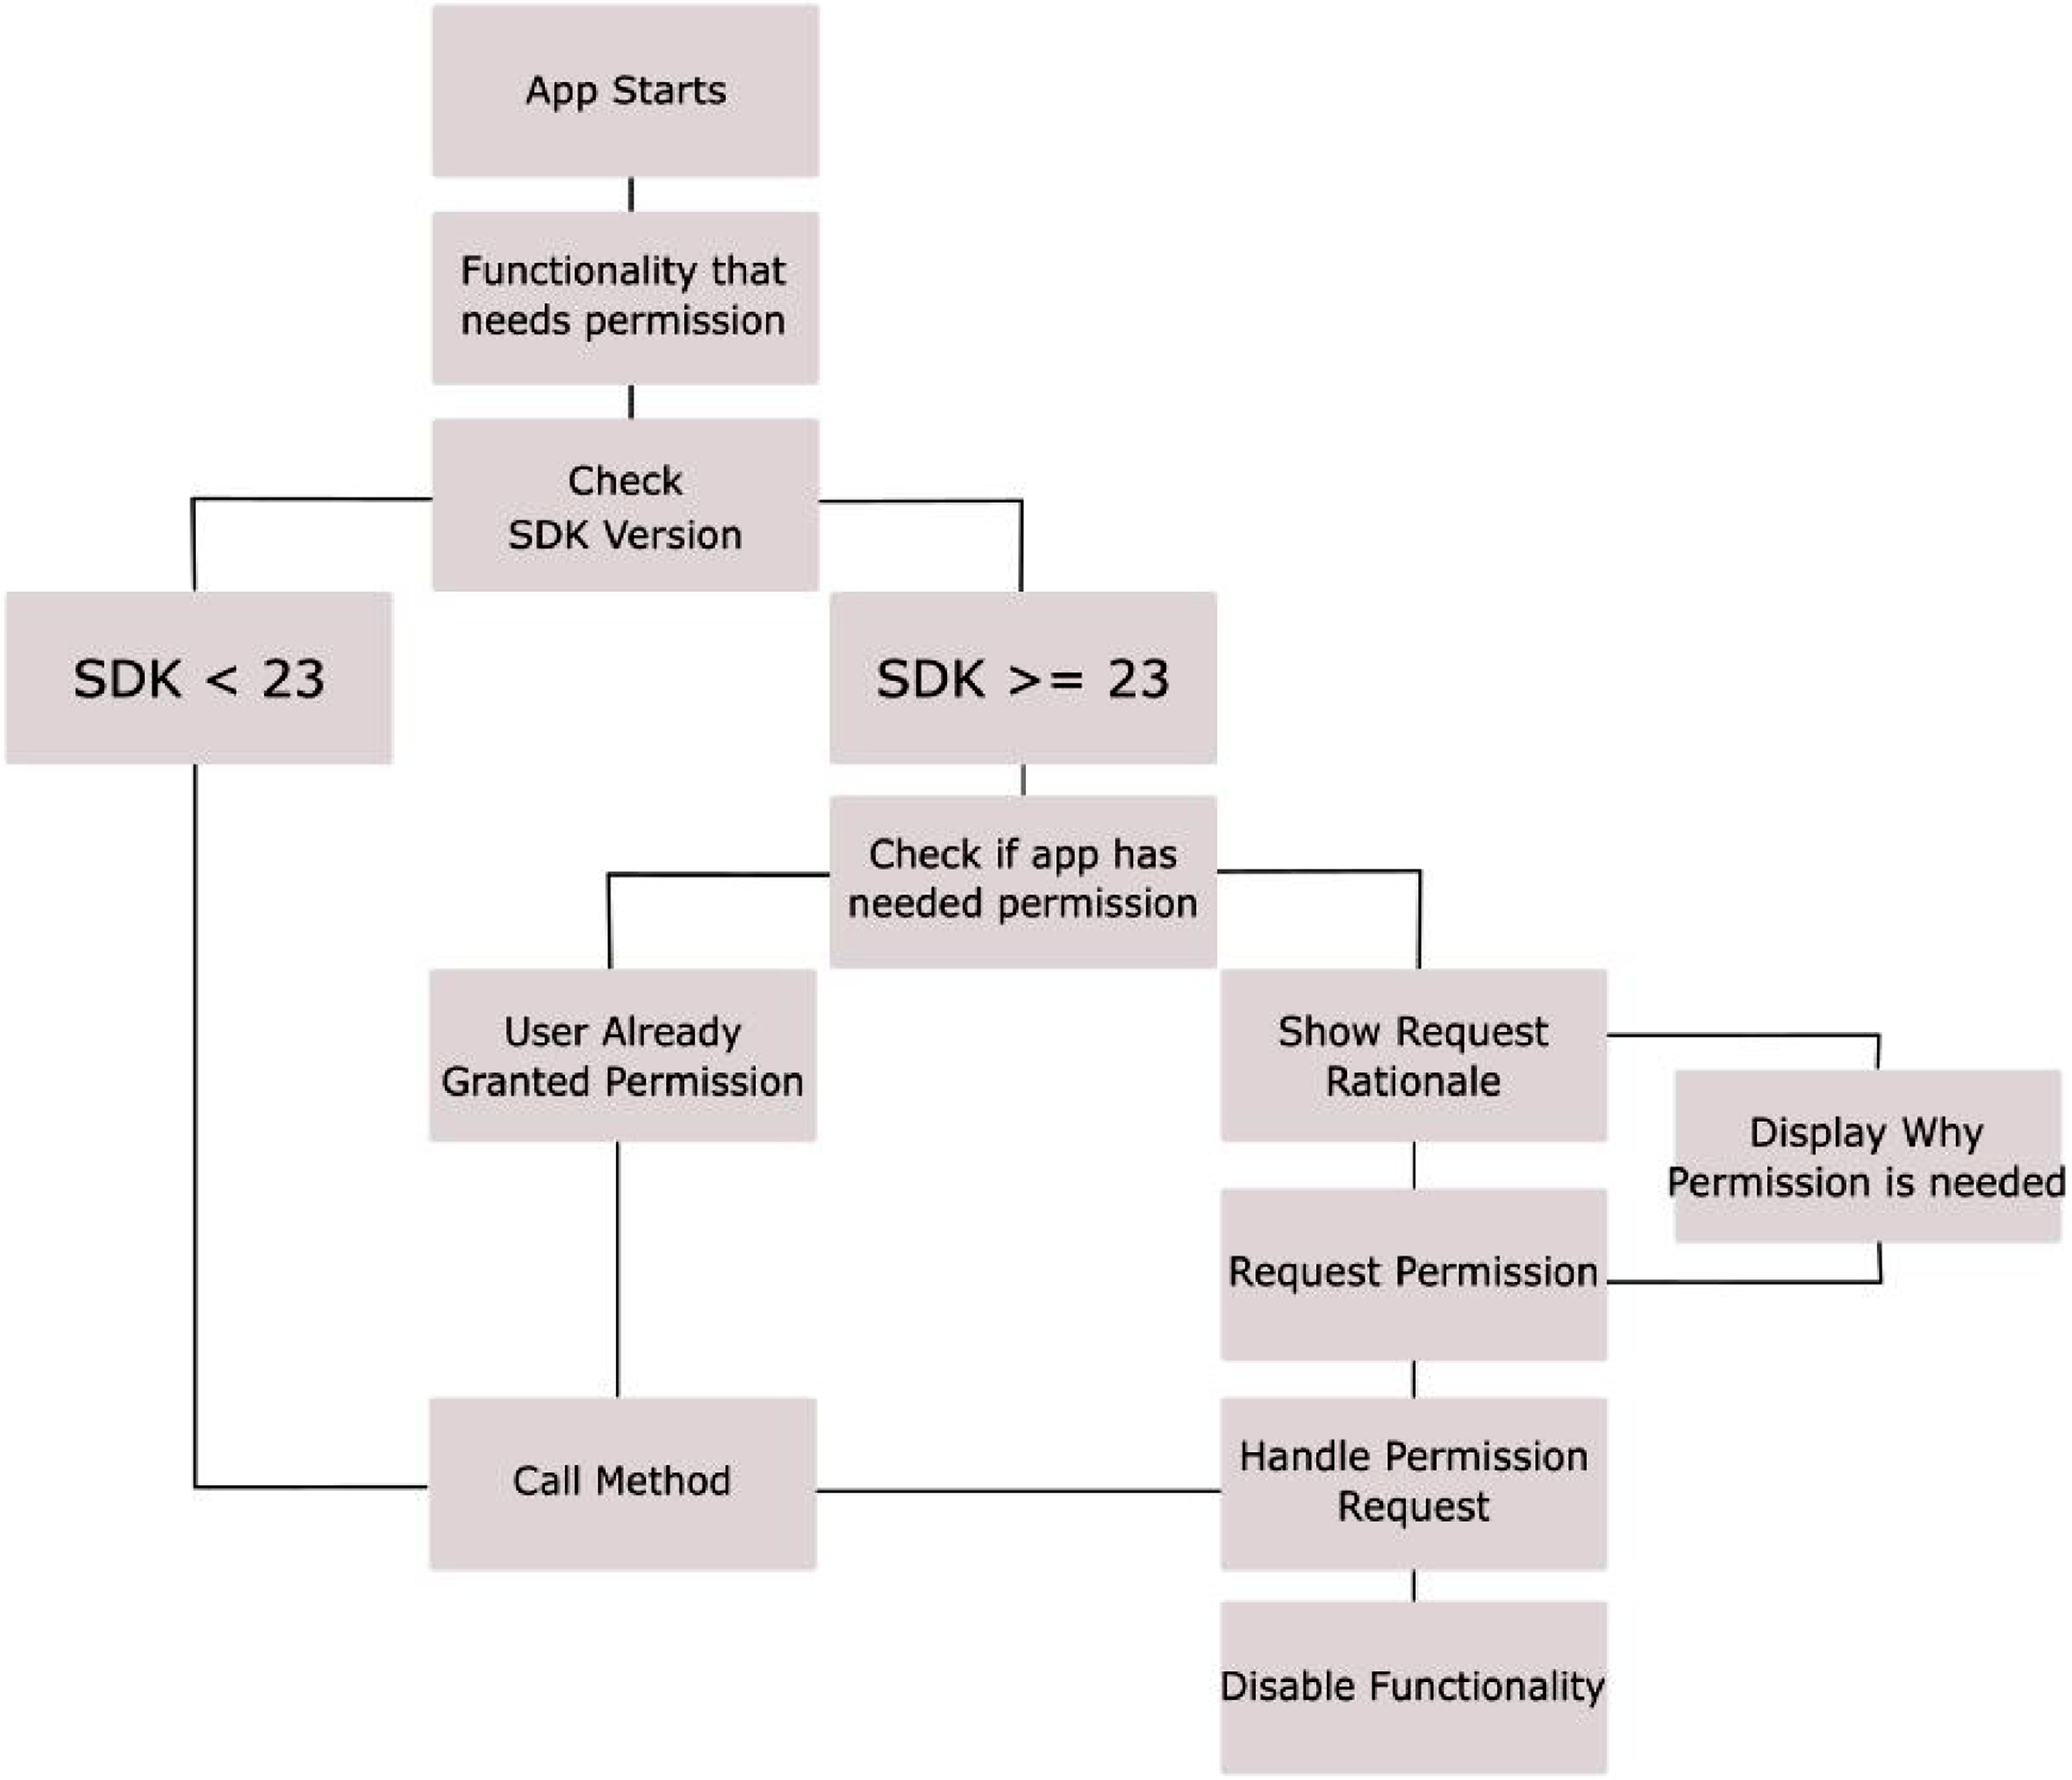 App Starts
Functionality that
needs permission
Check
SDK Version
SDK < 23
SDK >= 23
Check if app has
needed permission
User Already
Granted Permission
Show Request
Rationale
Display Why
Permission is needed
Request Permission
Call Method
Handle Permission
Request
Disable Functionality